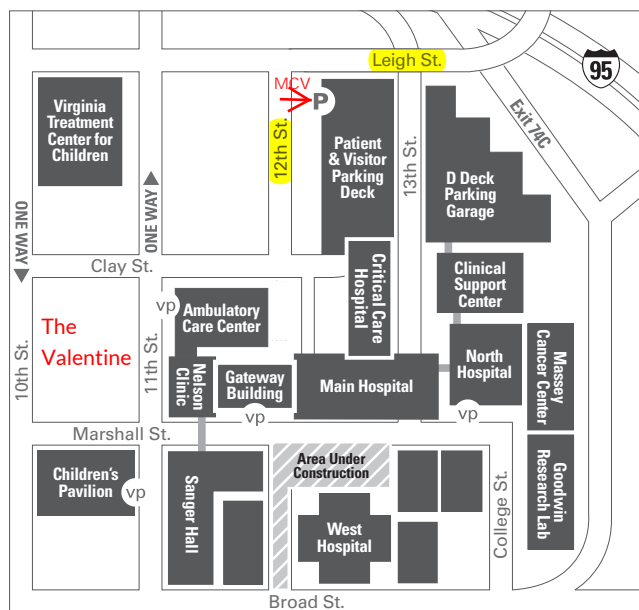 Leigh St.
95
MCV
P
Exit 74C
Virginia
Treatment
Center for
Children
12th St.
Patient
& Visitor
Parking
Deck
13th St.
D Deck
Parking
Garage
ONE WAY
ONE WAY
Clay St.
Critical Care
Hospital
Clinical
Support
Center
vp
Ambulatory
Care Center
The
Valentine
10th St.
11th St.
Nelson
Clinic
Gateway
Building
Main Hospital
North
Hospital
Massey
Cancer Center
vp
vp
Marshall St.
Children's
Pavilion
vp
Sanger Hall
Area Under
Construction
West
Hospital
College St.
Goodwin
Research Lab
Broad St.